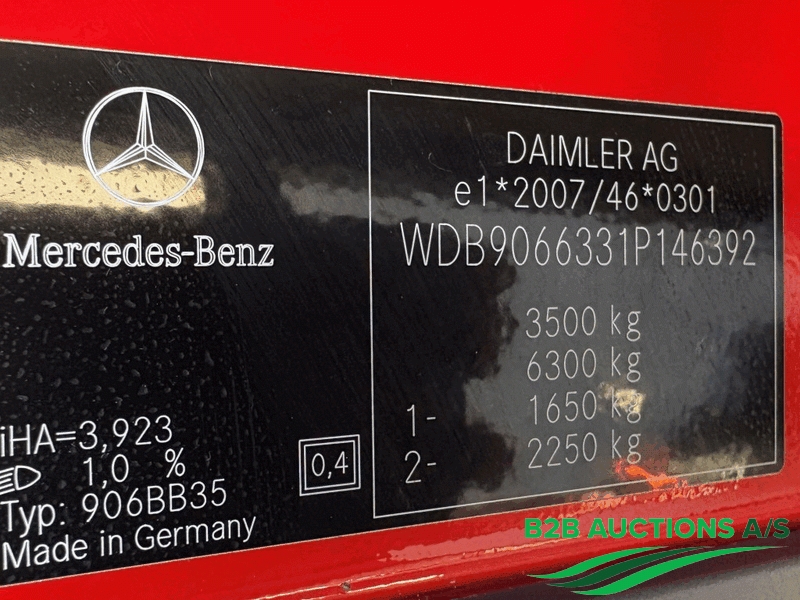 Mercedes-Benz
iHA=3,923
1,0 %
Typ: 906BB35
Made in Germany
0,4
DAIMLER AG
e1*2007/46*0301
WDB9066331P146392
3500 kg
6300 kg
1- 1650 kg
2- 2250 kg
B2B AUCTIONS A/S